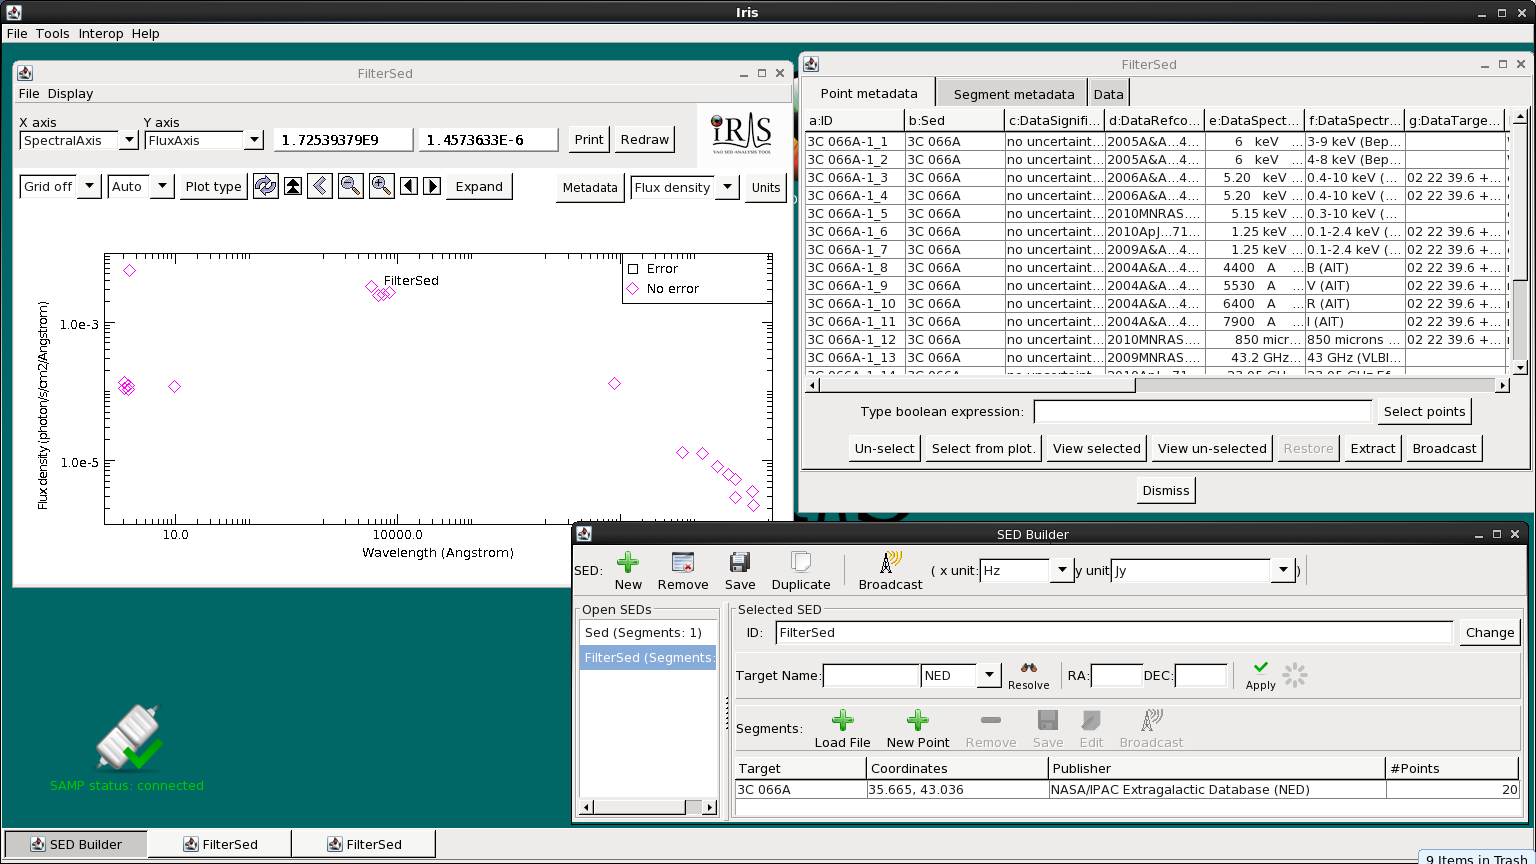 Iris
File Tools Interop Help
FilterSed
File Display
X axis Y axis
SpectralAxis FluxAxis 1.72539379E9 1.4573633E-6 Print Redraw
IRIS
VAO SED ANALYSIS TOOL
Grid off Auto Plot type Expand Metadata Flux density Units
FilterSed
Error
No error
1.0e-3
1.0e-5
Flux density (photon/s/cm2/Angstrom)
10.0 10000.0
Wavelength (Angstrom)
FilterSed
Point metadata Segment metadata Data
a:ID b:Sed c:DataSignifi... d:DataRefco... e:DataSpect... f:DataSpectr... g:DataTarge...
3C 066A-1_1 3C 066A no uncertaint... 2005A&A...4... 6 keV ... 3-9 keV (Bep...
3C 066A-1_2 3C 066A no uncertaint... 2005A&A...4... 6 keV ... 4-8 keV (Bep...
3C 066A-1_3 3C 066A no uncertaint... 2006A&A...4... 5.20 keV ... 0.4-10 keV (... 02 22 39.6 +...
3C 066A-1_4 3C 066A no uncertaint... 2006A&A...4... 5.20 keV ... 0.4-10 keV (... 02 22 39.6 +...
3C 066A-1_5 3C 066A no uncertaint... 2010MNRAS.... 5.15 keV ... 0.3-10 keV (...
3C 066A-1_6 3C 066A no uncertaint... 2010ApJ...71... 1.25 keV ... 0.1-2.4 keV (... 02 22 39.6 +...
3C 066A-1_7 3C 066A no uncertaint... 2009A&A...4... 1.25 keV ... 0.1-2.4 keV (... 02 22 39.6 +...
3C 066A-1_8 3C 066A no uncertaint... 2004A&A...4... 4400 A ... B (AIT) 02 22 39.6 +...
3C 066A-1_9 3C 066A no uncertaint... 2004A&A...4... 5530 A ... V (AIT) 02 22 39.6 +...
3C 066A-1_10 3C 066A no uncertaint... 2004A&A...4... 6400 A ... R (AIT) 02 22 39.6 +...
3C 066A-1_11 3C 066A no uncertaint... 2004A&A...4... 7900 A ... I (AIT) 02 22 39.6 +...
3C 066A-1_12 3C 066A no uncertaint... 2010MNRAS.... 850 micr... 850 microns ... 02 22 39.6 +...
3C 066A-1_13 3C 066A no uncertaint... 2009MNRAS.... 43.2 GHz... 43 GHz (VLBI...
Type boolean expression: Select points
Un-select Select from plot. View selected View un-selected Restore Extract Broadcast
Dismiss
SED Builder
SED: New Remove Save Duplicate Broadcast ( x unit: Hz y unit Jy )
Open SEDs
Sed (Segments: 1)
FilterSed (Segments:
Selected SED
ID: FilterSed Change
Target Name: NED Resolve RA: DEC: Apply
Segments: Load File New Point Remove Save Edit Broadcast
Target Coordinates Publisher #Points
3C 066A 35.665, 43.036 NASA/IPAC Extragalactic Database (NED) 20
SAMP status: connected
SED Builder FilterSed FilterSed
9 Items in Trash